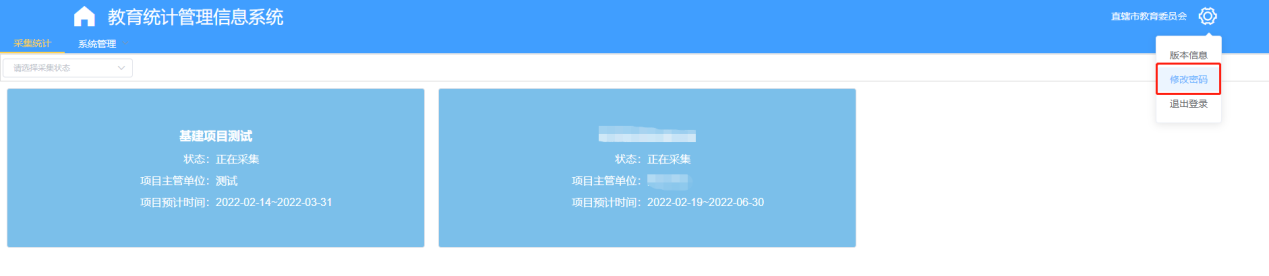 教育统计管理信息系统
直辖市教育委员会
采集统计
系统管理
版本信息
修改密码
退出登录
请选择采集状态
基建项目测试
状态：正在采集
项目主管单位：测试
项目预计时间：2022-02-14~2022-03-31
状态：正在采集
项目主管单位：
项目预计时间：2022-02-19~2022-06-30